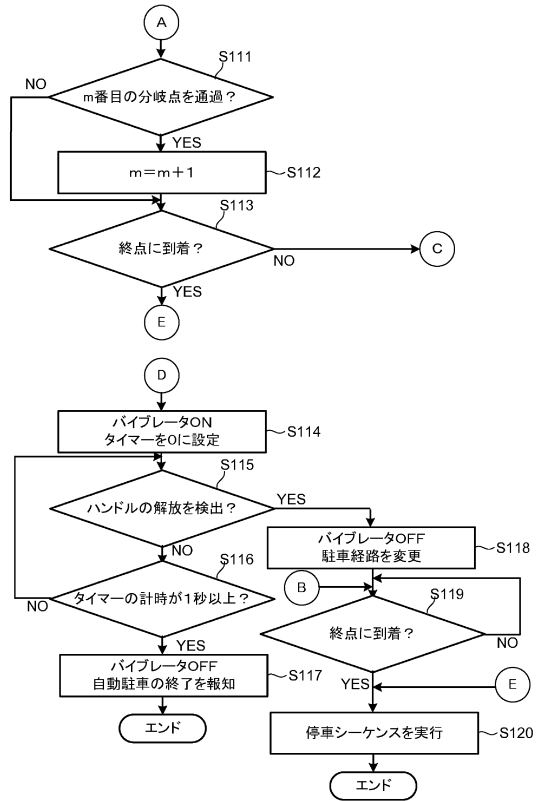 A
S111
NO
m番目の分岐点を通過？
YES
m＝m＋1
S112
S113
終点に到着？
NO
C
YES
E
D
バイブレータON
タイマーを0に設定
S114
S115
ハンドルの解放を検出？
YES
NO
バイブレータOFF
駐車経路を変更
S118
S116
タイマーの計時が1秒以上？
NO
YES
B
S119
終点に到着？
NO
バイブレータOFF
自動駐車の終了を報知
S117
YES
E
エンド
停車シーケンスを実行
S120
エンド